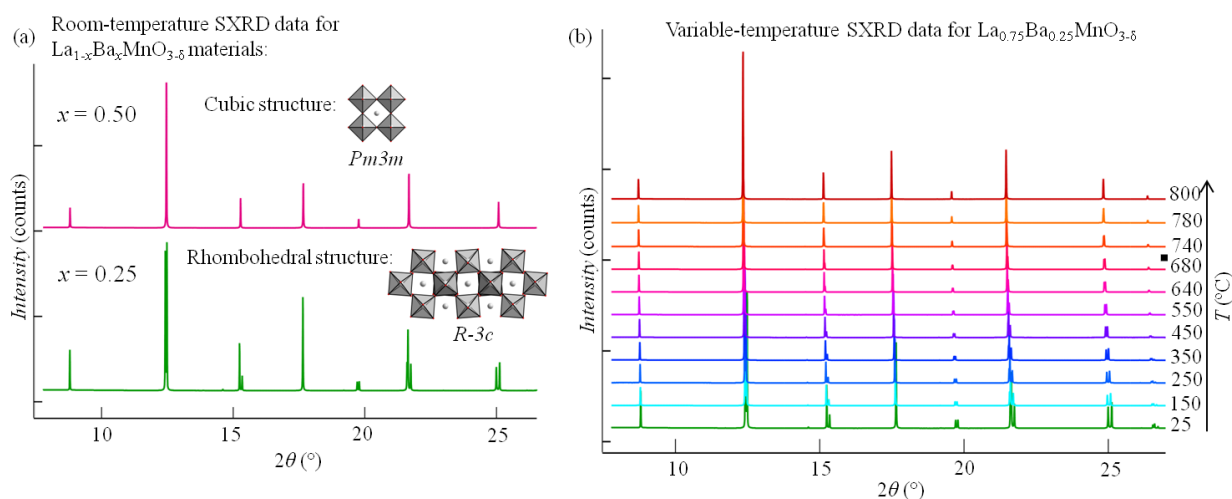 (a) Room-temperature SXRD data for
La1-xBaxMnO3-δ materials:
x = 0.50
Cubic structure:
Pm3m
x = 0.25
Rhombohedral structure:
R-3c
Intensity (counts)
10 15 20 25
2θ (°)
(b) Variable-temperature SXRD data for La0.75Ba0.25MnO3-δ
Intensity (counts)
800
780
740
680
640
550
450
350
250
150
25
T (°C)
10 15 20 25
2θ (°)